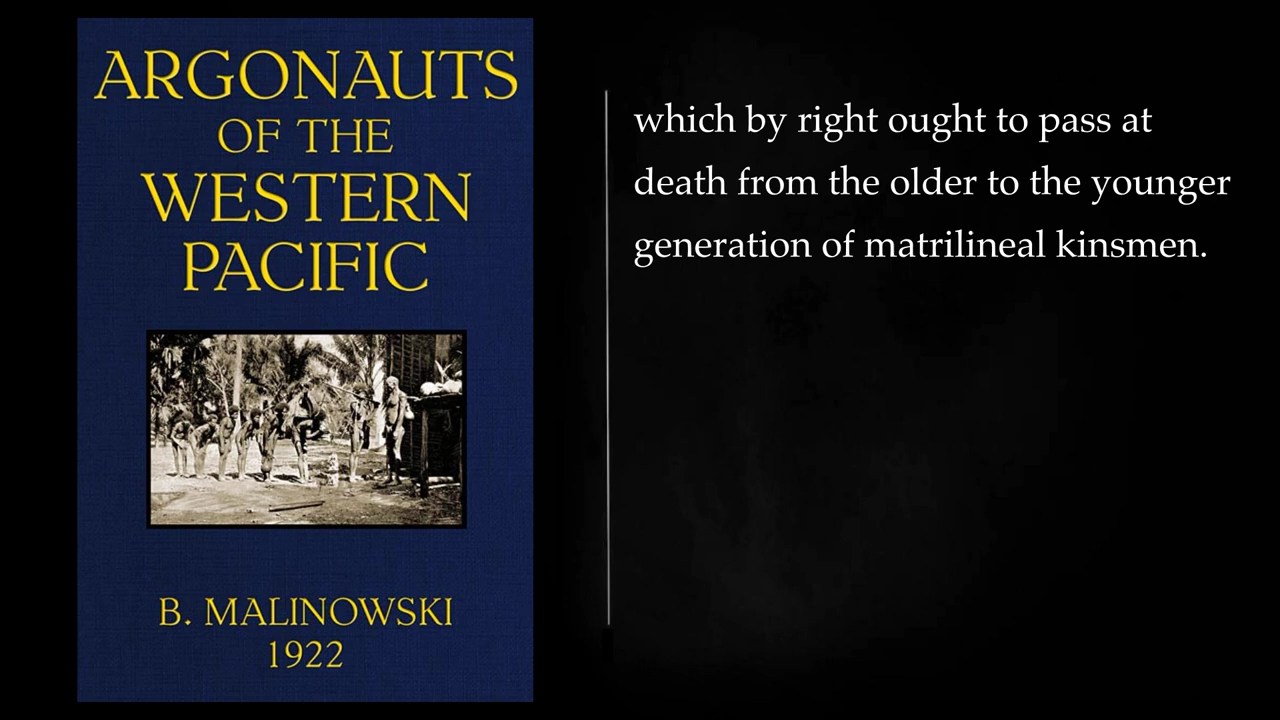 ARGONAUTS
OF THE
WESTERN
PACIFIC
B. MALINOWSKI
1922
which by right ought to pass at
death from the older to the younger
generation of matrilineal kinsmen.